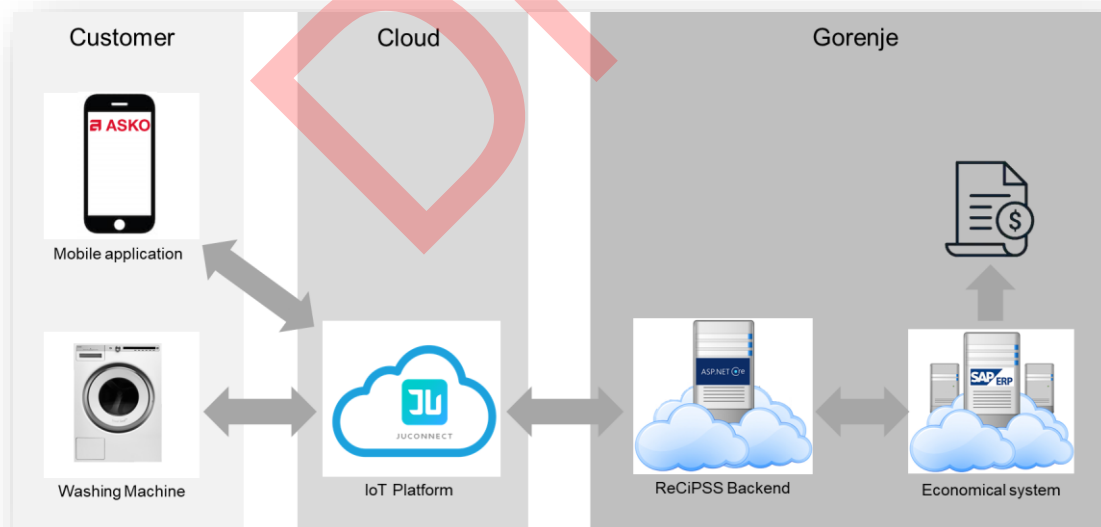 Customer
Cloud
Gorenje
ASKO
Mobile application
Washing Machine
JUCONNECT
IoT Platform
ASP.NET Core
ReCiPSS Backend
SAP ERP
Economical system
$